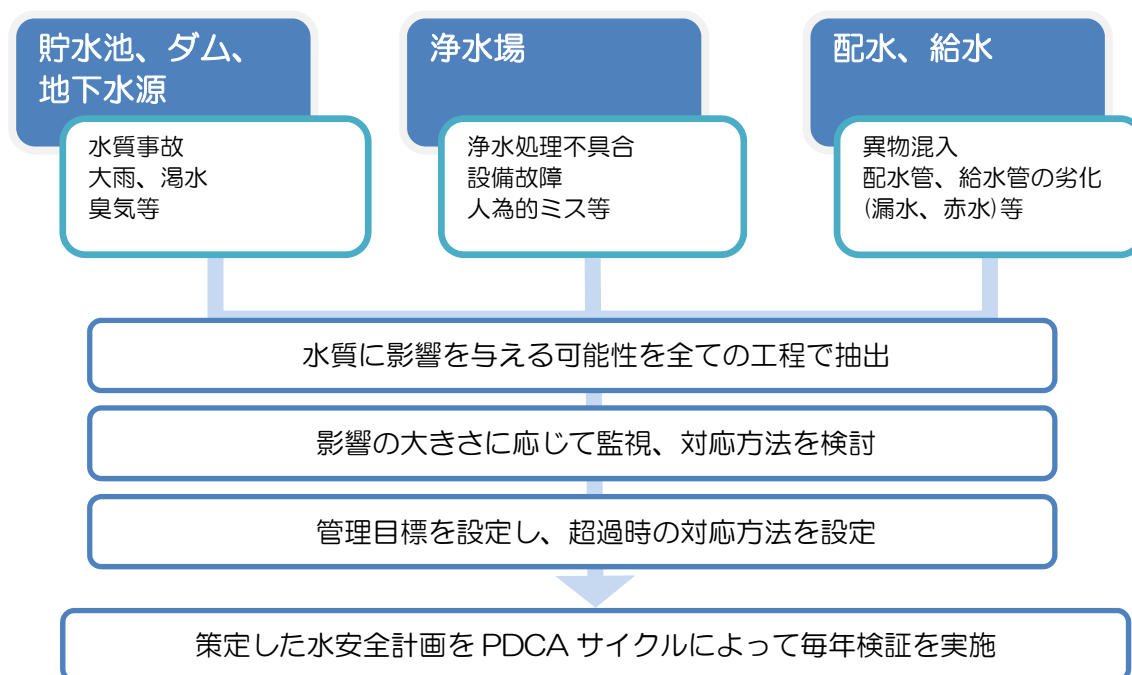 貯水池、ダム、
地下水源
水質事故
大雨、渇水
臭気等
浄水場
浄水処理不具合
設備故障
人為的ミス等
配水、給水
異物混入
配水管、給水管の劣化
(漏水、赤水)等
水質に影響を与える可能性を全ての工程で抽出
影響の大きさに応じて監視、対応方法を検討
管理目標を設定し、超過時の対応方法を設定
策定した水安全計画を PDCA サイクルによって毎年検証を実施